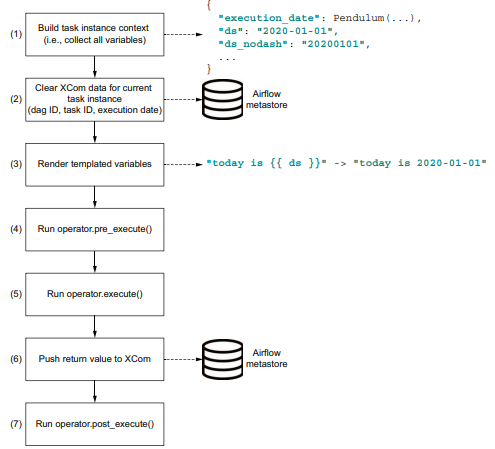 {
"execution_date": Pendulum(...),
"ds": "2020-01-01",
"ds_nodash": "20200101",
...
}
(1)
Build task instance context
(i.e., collect all variables)
(2)
Clear XCom data for current
task instance
(dag ID, task ID, execution date)
Airflow
metastore
(3)
Render templated variables
"today is {{ ds }}" -> "today is 2020-01-01"
(4)
Run operator.pre_execute()
(5)
Run operator.execute()
(6)
Push return value to XCom
Airflow
metastore
(7)
Run operator.post_execute()